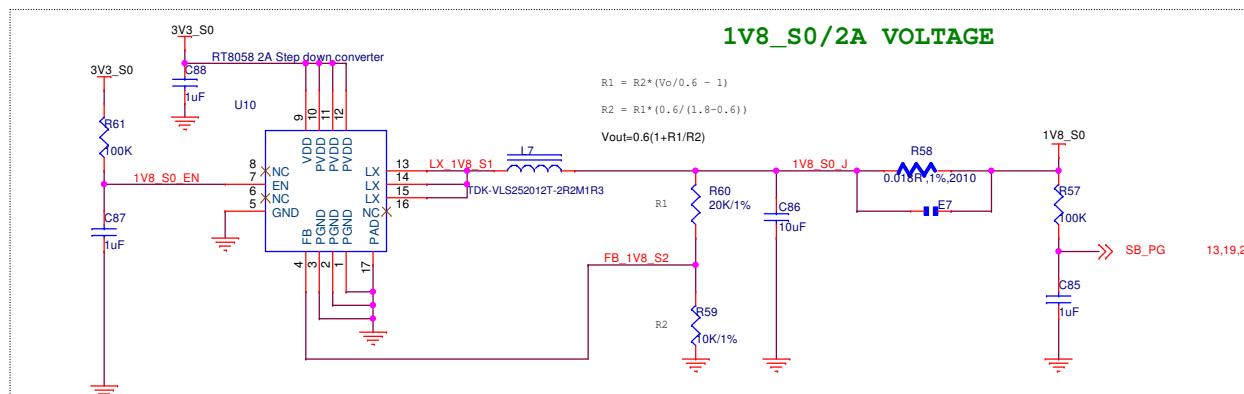 1V8_S0/2A VOLTAGE
3V3_S0
RT8058 2A Step down converter
C88
1uF
3V3_S0
R61
100K
U10
9
10
11
12
VDD
PVDD
PVDD
PVDD
R1 = R2*(Vo/0.6 - 1)
R2 = R1*(0.6/(1.8-0.6))
Vout=0.6(1+R1/R2)
8
NC
7
EN
6
NC
5
GND
1V8_S0_EN
C87
1uF
LX
13
LX
14
LX
15
NC
16
FB
PGND
PGND
PGND
PAD
4
3
2
1
17
LX_1V8_S1
L7
TDK-VLS252012T-2R2M1R3
R1
R60
20K/1%
C86
10uF
1V8_S0_J
R58
0.018R ,1%,2010
E7
1V8_S0
R57
100K
SB_PG
13,19,2
FB_1V8_S2
R2
R59
10K/1%
C85
1uF